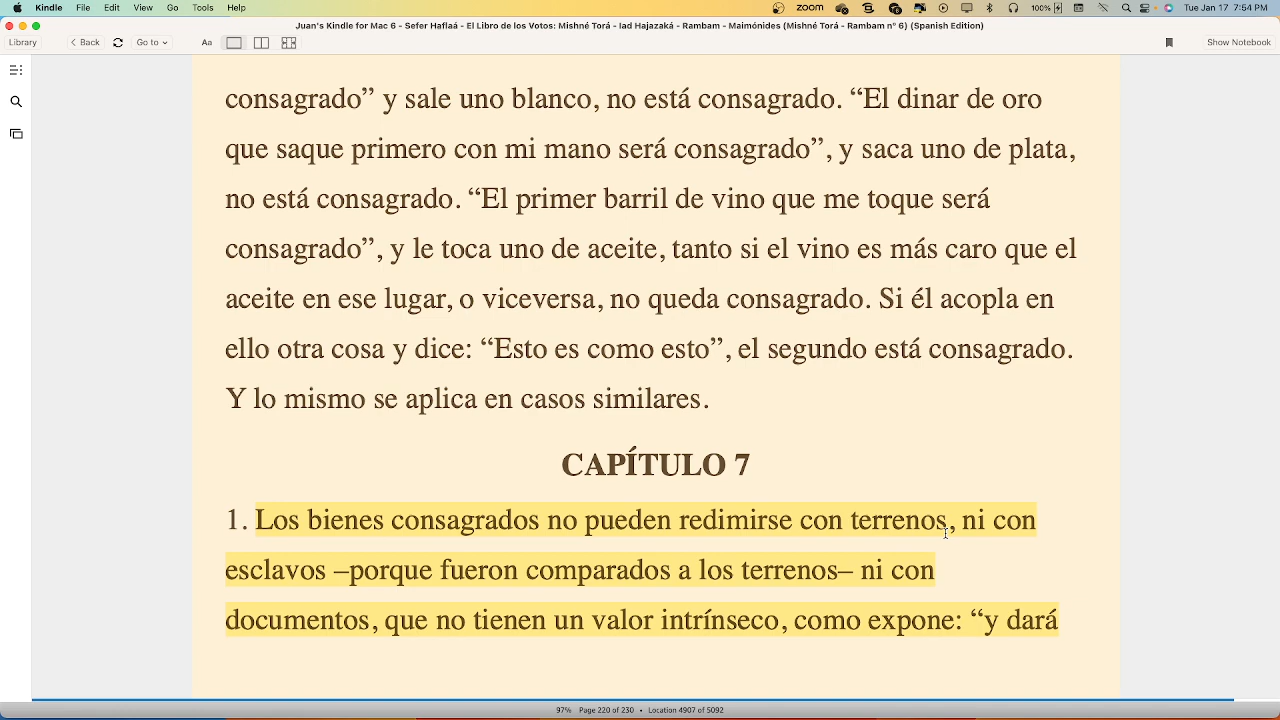 Kindle File Edit View Go Tools Help
zoom 100% Tue Jan 17 7:54 PM
Juan's Kindle for Mac 6 - Sefer Haflaá - El Libro de los Votos: Mishné Torá - Iad Hajazaká - Rambam - Maimónides (Mishné Torá - Rambam nº 6) (Spanish Edition)
Library Back Go to Aa Show Notebook
consagrado” y sale uno blanco, no está consagrado. “El dinar de oro
que saque primero con mi mano será consagrado”, y saca uno de plata,
no está consagrado. “El primer barril de vino que me toque será
consagrado”, y le toca uno de aceite, tanto si el vino es más caro que el
aceite en ese lugar, o viceversa, no queda consagrado. Si él acopla en
ello otra cosa y dice: “Esto es como esto”, el segundo está consagrado.
Y lo mismo se aplica en casos similares.
CAPÍTULO 7
1. Los bienes consagrados no pueden redimirse con terrenos, ni con
esclavos –porque fueron comparados a los terrenos– ni con
documentos, que no tienen un valor intrínseco, como expone: “y dará
97% Page 220 of 230 • Location 4907 of 5092